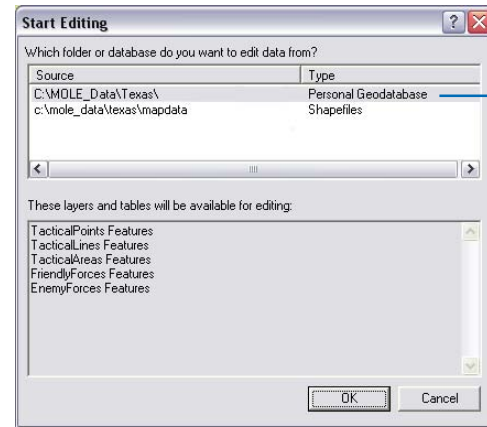 Start Editing
Which folder or database do you want to edit data from?
Source Type
C:\MOLE_Data\Texas\ Personal Geodatabase
c:\mole_data\texas\mapdata Shapefiles
These layers and tables will be available for editing:
TacticalPoints Features
TacticalLines Features
TacticalAreas Features
FriendlyForces Features
EnemyForces Features
OK Cancel